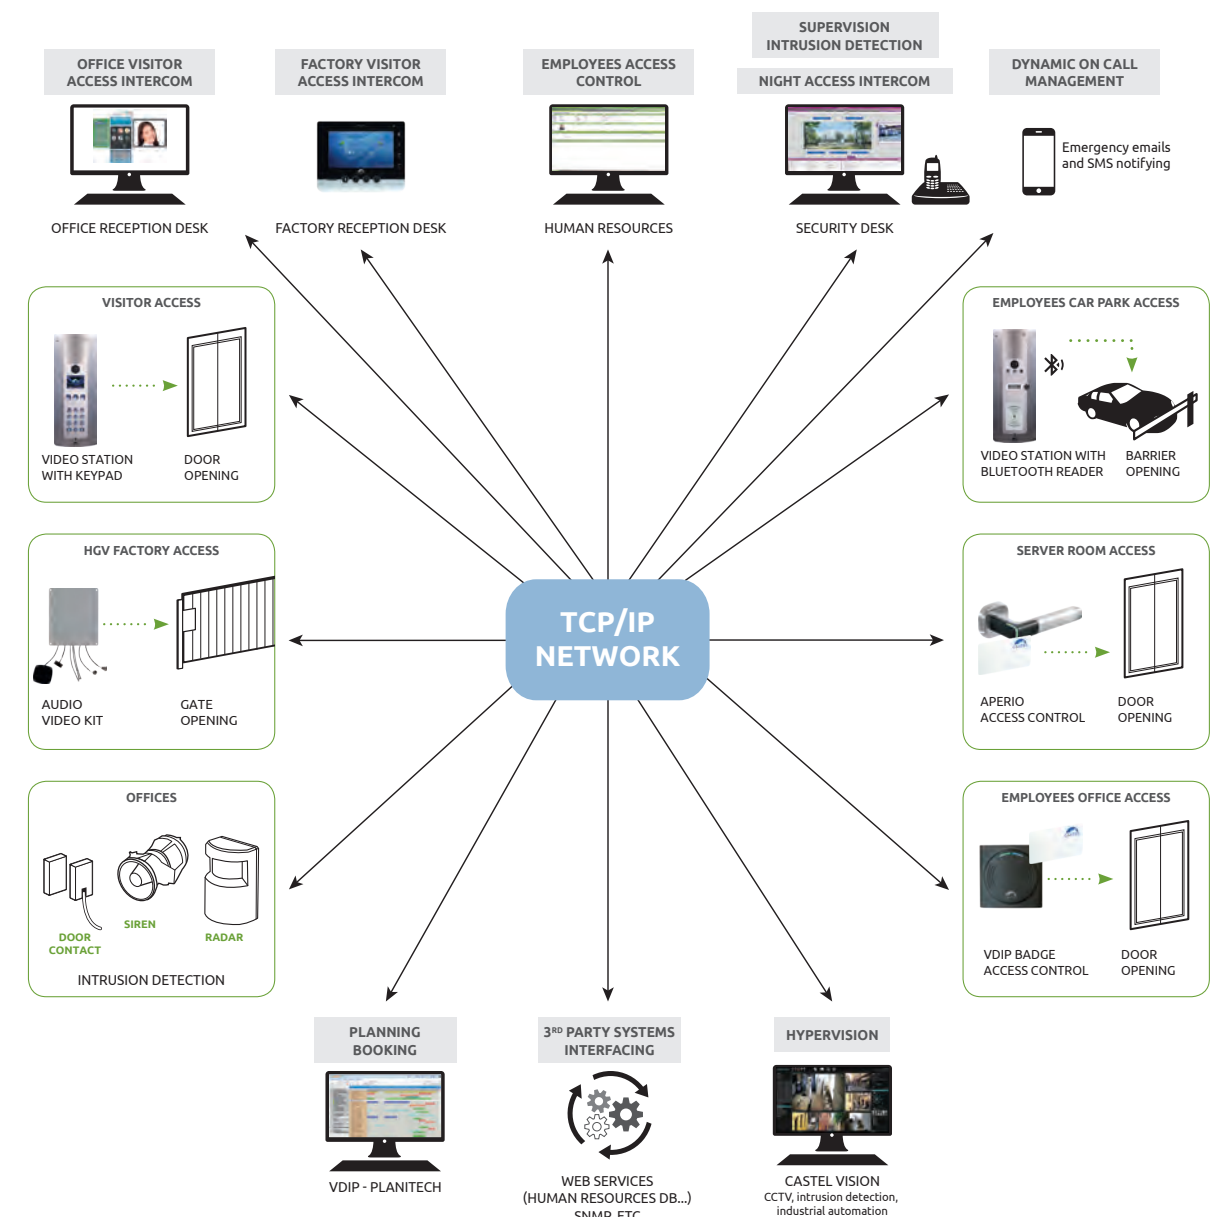 SUPERVISION
INTRUSION DETECTION
OFFICE VISITOR
ACCESS INTERCOM
FACTORY VISITOR
ACCESS INTERCOM
EMPLOYEES ACCESS
CONTROL
NIGHT ACCESS INTERCOM
DYNAMIC ON CALL
MANAGEMENT
Emergency emails
and SMS notifying
OFFICE RECEPTION DESK
FACTORY RECEPTION DESK
HUMAN RESOURCES
SECURITY DESK
VISITOR ACCESS
VIDEO STATION
WITH KEYPAD
DOOR
OPENING
EMPLOYEES CAR PARK ACCESS
VIDEO STATION WITH
BLUETOOTH READER
BARRIER
OPENING
HGV FACTORY ACCESS
AUDIO
VIDEO KIT
GATE
OPENING
TCP/IP
NETWORK
SERVER ROOM ACCESS
APERIO
ACCESS CONTROL
DOOR
OPENING
OFFICES
DOOR
CONTACT
SIREN
RADAR
INTRUSION DETECTION
EMPLOYEES OFFICE ACCESS
VDIP BADGE
ACCESS CONTROL
DOOR
OPENING
PLANNING
BOOKING
VDIP - PLANITECH
3RD PARTY SYSTEMS
INTERFACING
WEB SERVICES
(HUMAN RESOURCES DB...)
SNMP, ETC
HYPERVISION
CASTEL VISION
CCTV, intrusion detection,
industrial automation